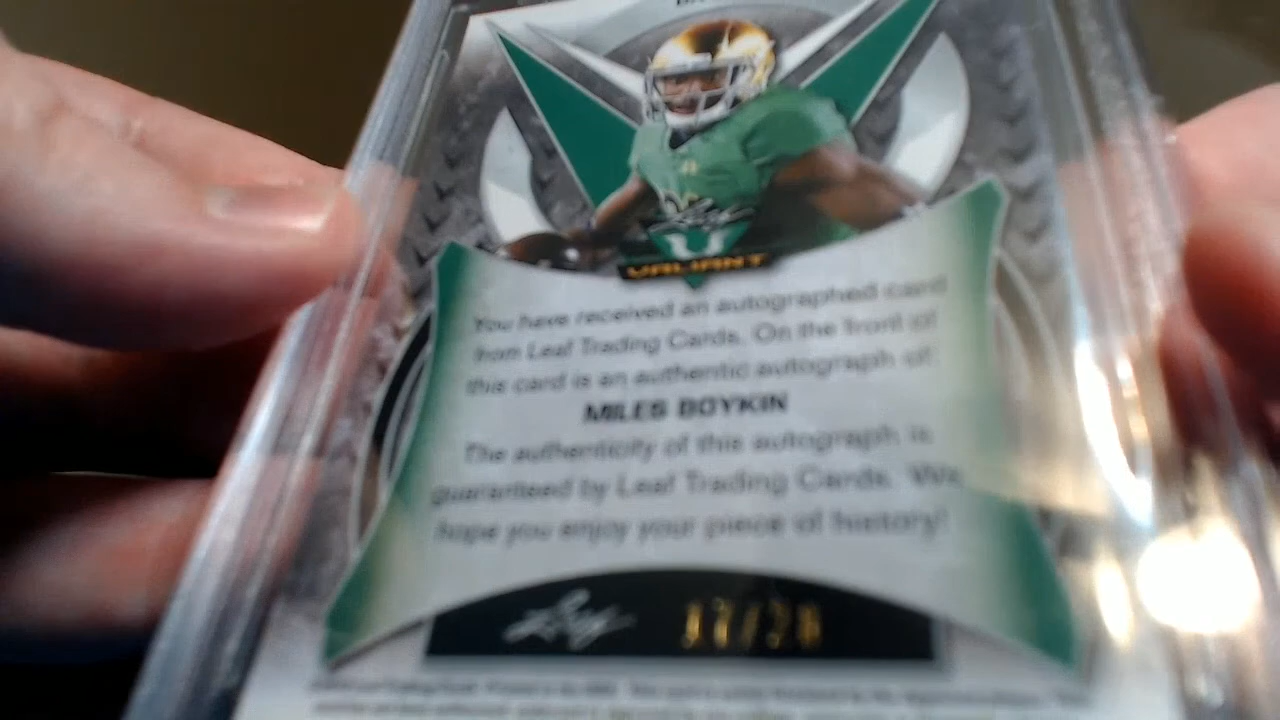 VALIANT
You have received an autographed card
from Leaf Trading Cards. On the front of
this card is an authentic autograph of:
MILES BOYKIN
The authenticity of this autograph is
guaranteed by Leaf Trading Cards. We
hope you enjoy your piece of history!
Leaf